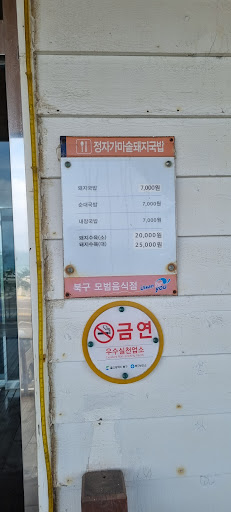 정자가마솥돼지국밥
돼지국밥 7,000원
순대국밥 7,000원
내장국밥 7,000원
돼지수육(소) 20,000원
돼지수육(대) 25,000원
북구 모범음식점
금연
우수실천업소